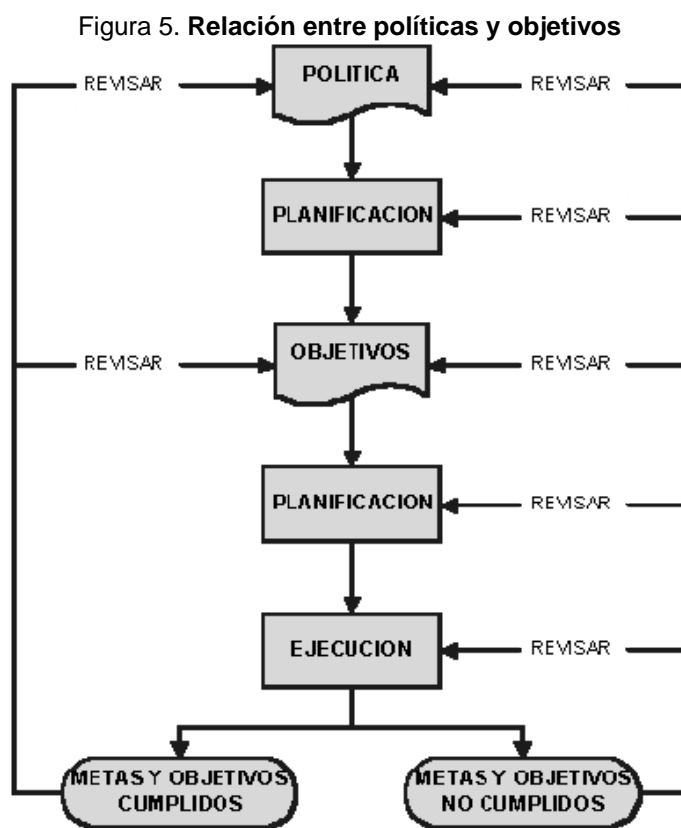 Figura 5. Relación entre políticas y objetivos
REVISAR
POLITICA
REVISAR
PLANIFICACION
REVISAR
REVISAR
OBJETIVOS
REVISAR
PLANIFICACION
REVISAR
EJECUCION
REVISAR
METAS Y OBJETIVOS
CUMPLIDOS
METAS Y OBJETIVOS
NO CUMPLIDOS